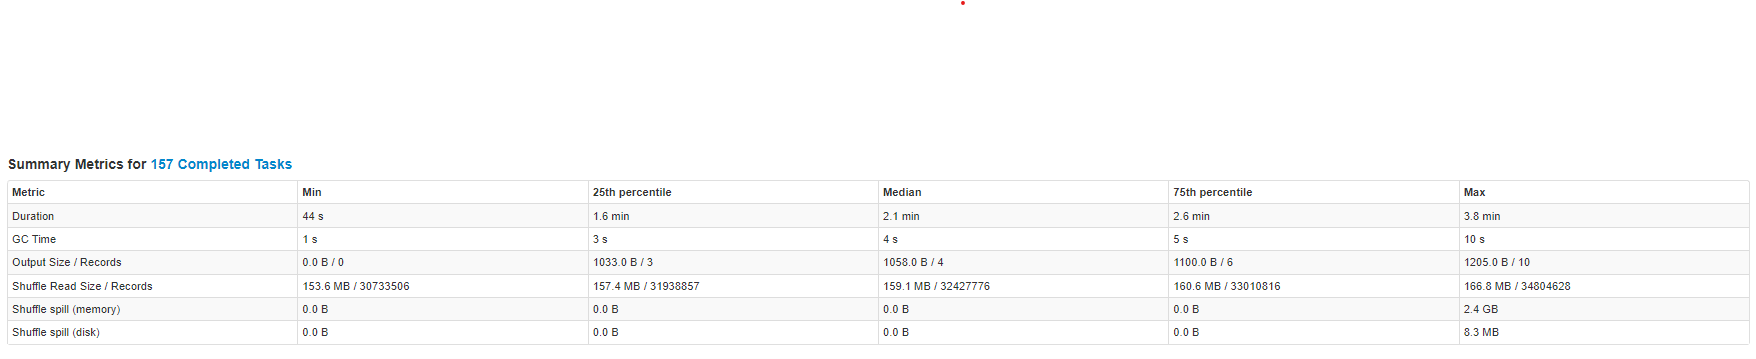 Summary Metrics for 157 Completed Tasks
Metric Min 25th percentile Median 75th percentile Max
Duration 44 s 1.6 min 2.1 min 2.6 min 3.8 min
GC Time 1 s 3 s 4 s 5 s 10 s
Output Size / Records 0.0 B / 0 1033.0 B / 3 1058.0 B / 4 1100.0 B / 6 1205.0 B / 10
Shuffle Read Size / Records 153.6 MB / 30733506 157.4 MB / 31938857 159.1 MB / 32427776 160.6 MB / 33010816 166.8 MB / 34804628
Shuffle spill (memory) 0.0 B 0.0 B 0.0 B 0.0 B 2.4 GB
Shuffle spill (disk) 0.0 B 0.0 B 0.0 B 0.0 B 8.3 MB